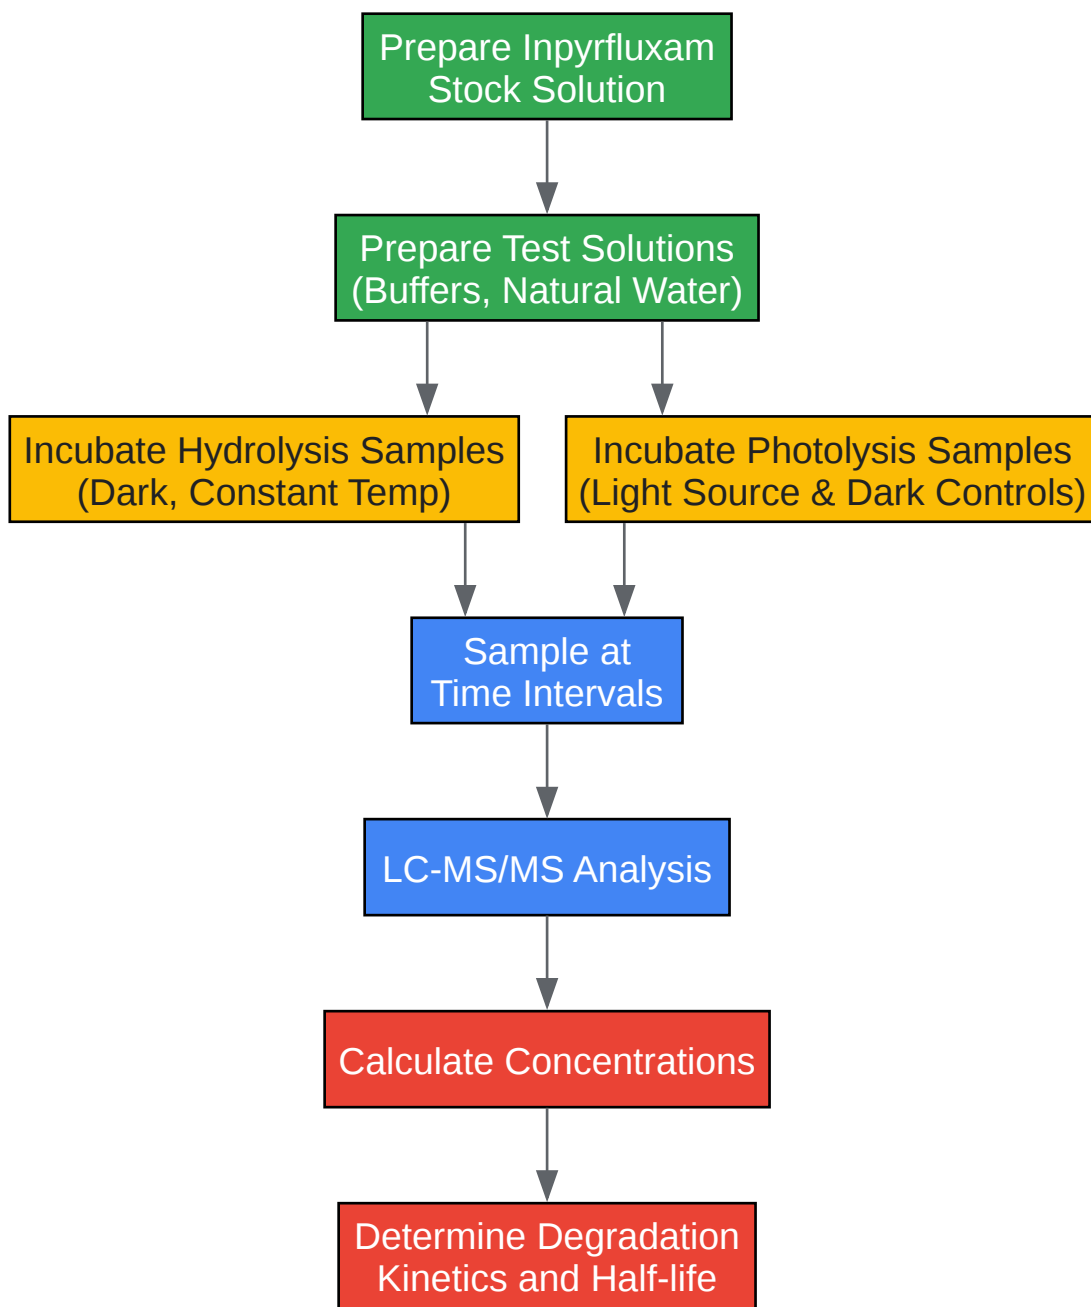 Prepare Inpyrfluxam
Stock Solution
Prepare Test Solutions
(Buffers, Natural Water)
Incubate Hydrolysis Samples
(Dark, Constant Temp)
Incubate Photolysis Samples
(Light Source & Dark Controls)
Sample at
Time Intervals
LC-MS/MS Analysis
Calculate Concentrations
Determine Degradation
Kinetics and Half-life